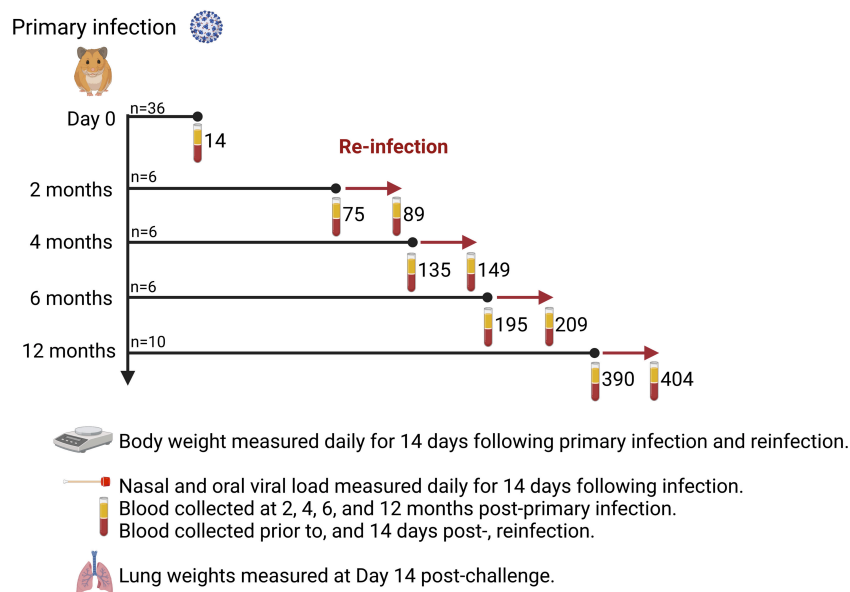 Primary infection
Day 0
n=36
14
Re-infection
2 months
n=6
75
89
4 months
n=6
135
149
6 months
n=6
195
209
12 months
n=10
390
404
Body weight measured daily for 14 days following primary infection and reinfection.
Nasal and oral viral load measured daily for 14 days following infection.
Blood collected at 2, 4, 6, and 12 months post-primary infection.
Blood collected prior to, and 14 days post-, reinfection.
Lung weights measured at Day 14 post-challenge.